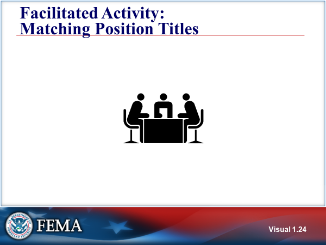 Facilitated Activity:
Matching Position Titles
FEMA
Visual 1.24